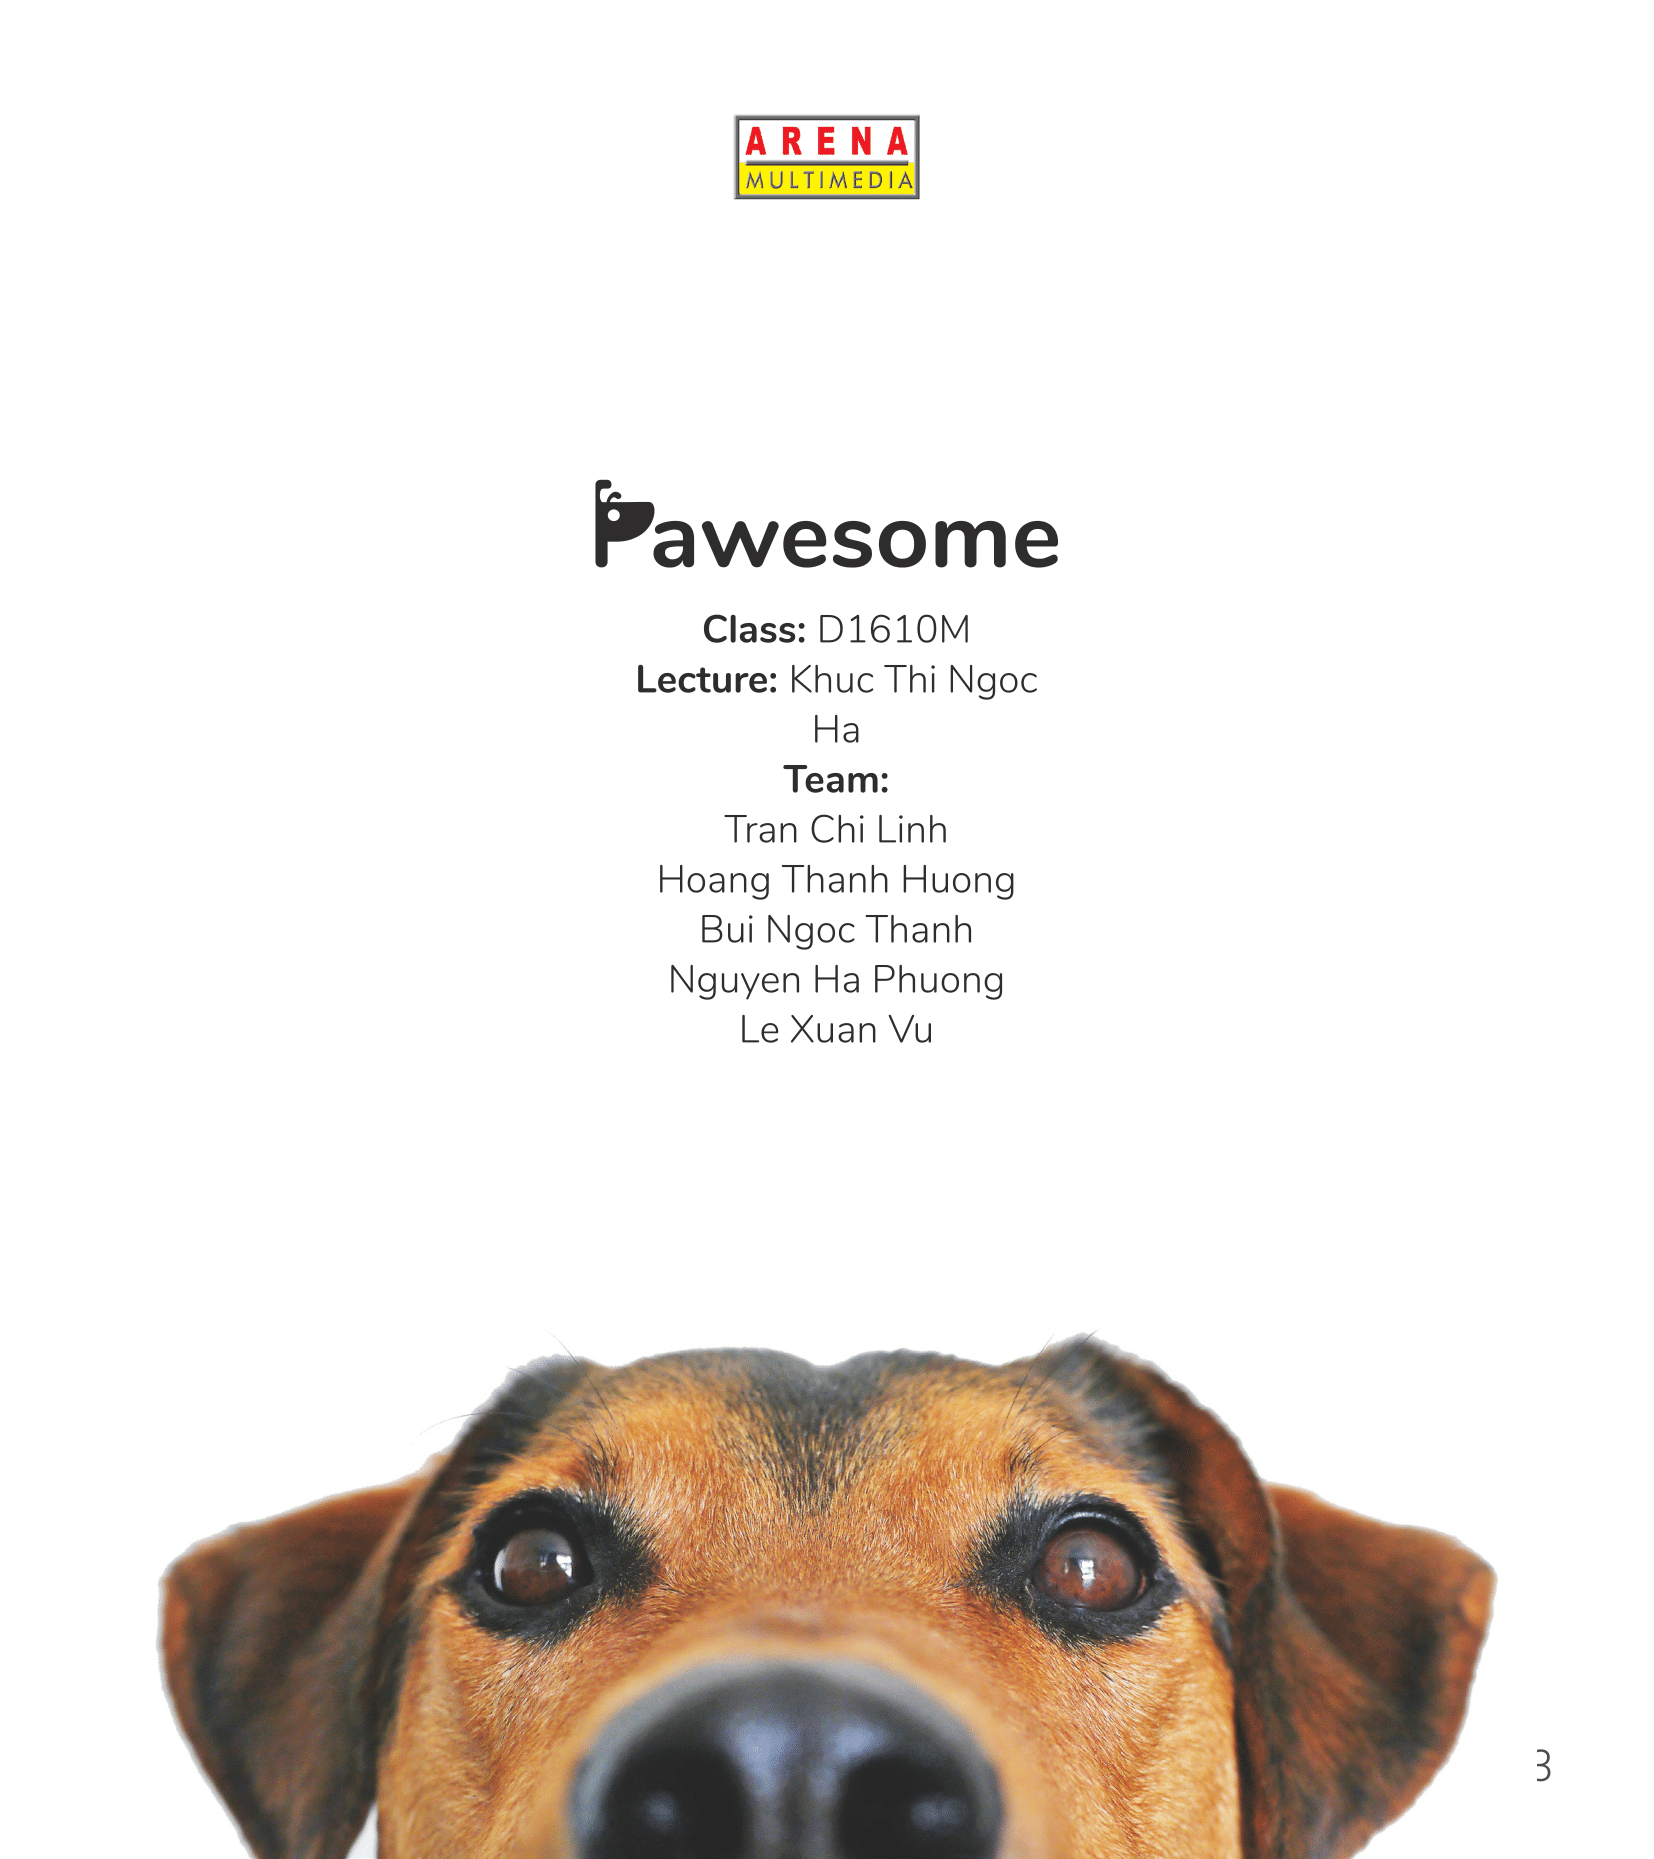 ARENA
MULTIMEDIA
Pawesome
Class: D1610M
Lecture: Khuc Thi Ngoc
Ha
Team:
Tran Chi Linh
Hoang Thanh Huong
Bui Ngoc Thanh
Nguyen Ha Phuong
Le Xuan Vu
3